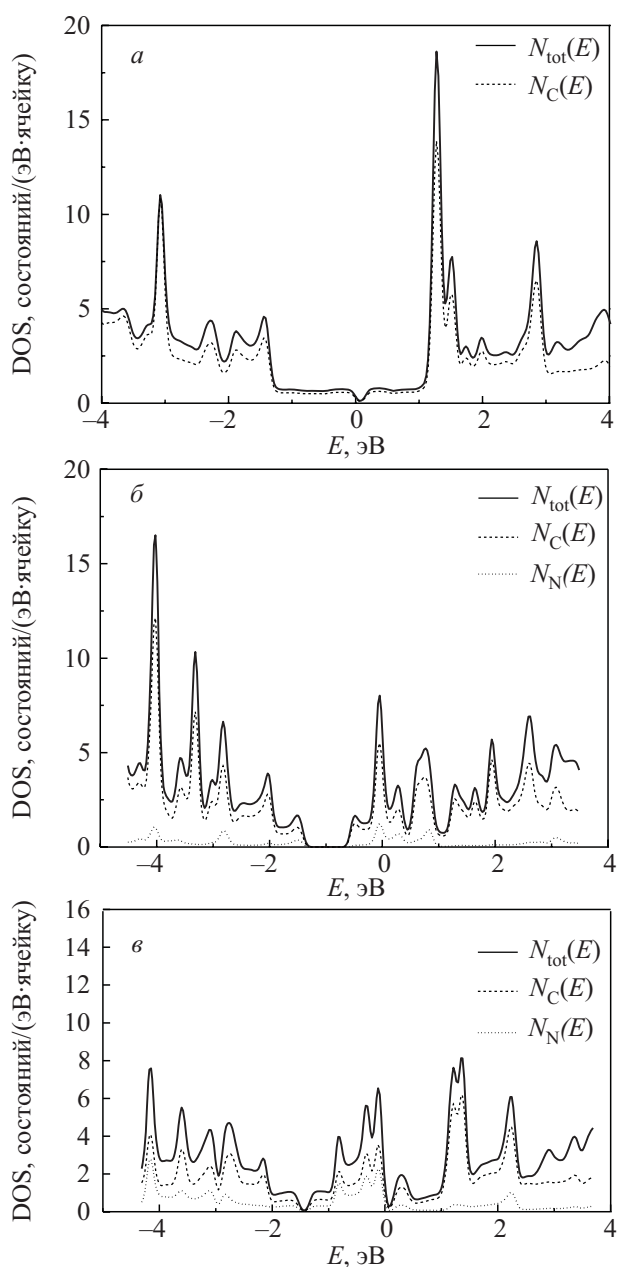 20
а
N_tot(E)
N_C(E)
15
10
5
0
DOS, состояний/(эВ·ячейку)
−4 −2 0 2 4
E, эВ
20
б
N_tot(E)
N_C(E)
N_N(E)
15
10
5
0
DOS, состояний/(эВ·ячейку)
−4 −2 0 2 4
E, эВ
16
в
N_tot(E)
N_C(E)
N_N(E)
14
12
10
8
6
4
2
0
DOS, состояний/(эВ·ячейку)
−4 −2 0 2 4
E, эВ